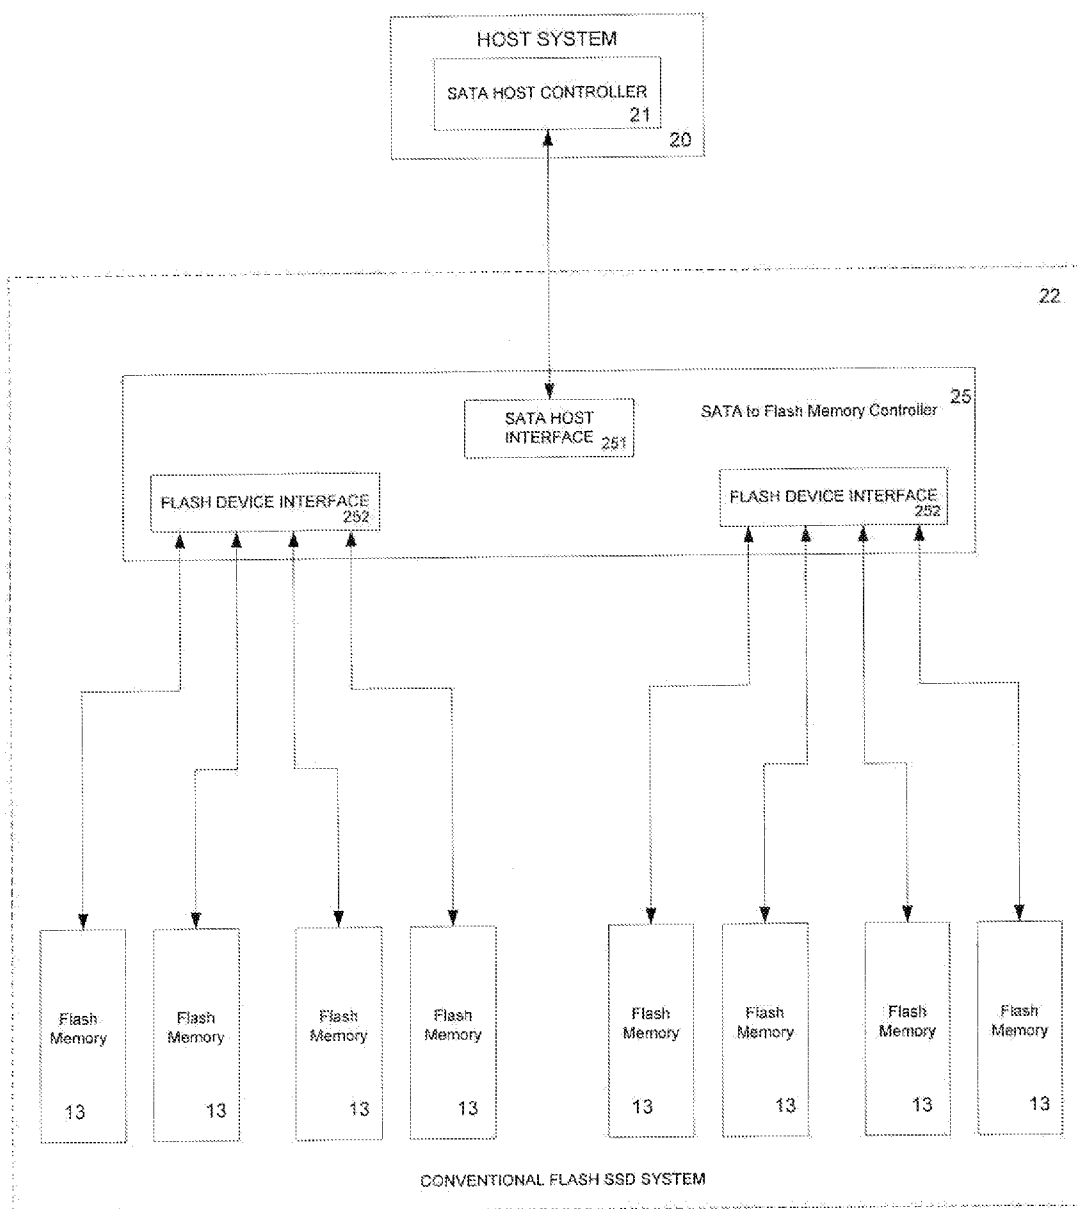 HOST SYSTEM
SATA HOST CONTROLLER
21
20
22
25
SATA to Flash Memory Controller
SATA HOST
INTERFACE
251
FLASH DEVICE INTERFACE
252
FLASH DEVICE INTERFACE
252
Flash
Memory
13
Flash
Memory
13
Flash
Memory
13
Flash
Memory
13
Flash
Memory
13
Flash
Memory
13
Flash
Memory
13
Flash
Memory
13
CONVENTIONAL FLASH SSD SYSTEM